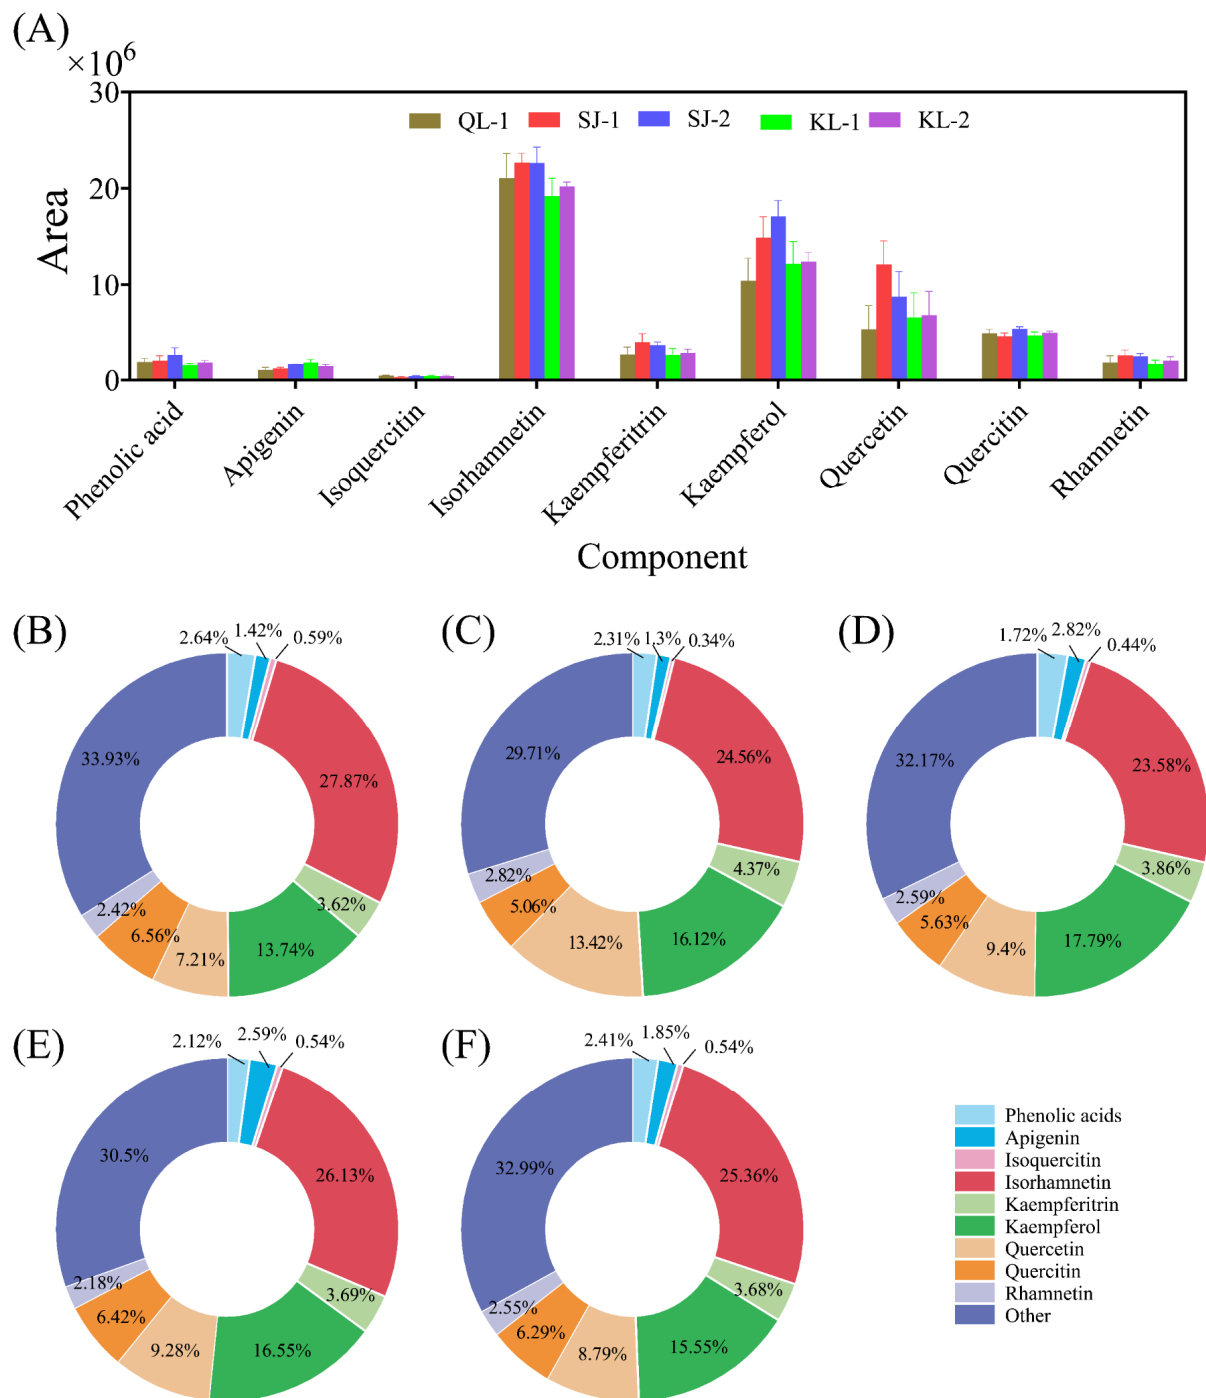 (A)
×10⁶
30
20
10
0
Area
QL-1 SJ-1 SJ-2 KL-1 KL-2
Phenolic acid
Apigenin
Isoquercitin
Isorhamnetin
Kaempferitrin
Kaempferol
Quercetin
Quercitin
Rhamnetin
Component
(B)
2.64% 1.42% 0.59%
33.93%
27.87%
3.62%
2.42%
6.56%
13.74%
7.21%
(C)
2.31% 1.3% 0.34%
29.71%
24.56%
4.37%
2.82%
5.06%
16.12%
13.42%
(D)
1.72% 2.82% 0.44%
32.17%
23.58%
3.86%
2.59%
5.63%
17.79%
9.4%
(E)
2.12% 2.59% 0.54%
30.5%
26.13%
2.18%
3.69%
6.42%
9.28%
16.55%
(F)
2.41% 1.85% 0.54%
32.99%
25.36%
3.68%
2.55%
6.29%
15.55%
8.79%
Phenolic acids
Apigenin
Isoquercitin
Isorhamnetin
Kaempferitrin
Kaempferol
Quercetin
Quercitin
Rhamnetin
Other